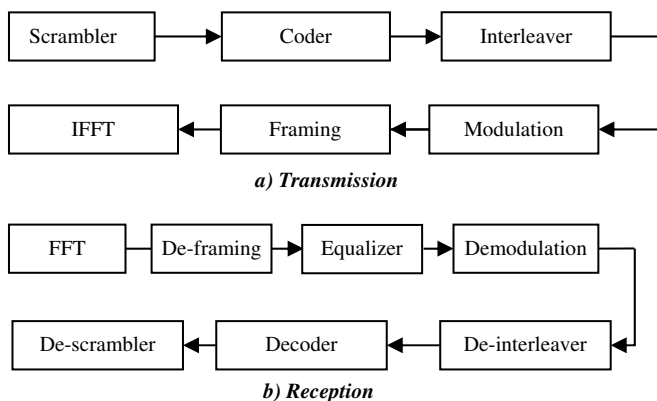 Scrambler
Coder
Interleaver
IFFT
Framing
Modulation
a) Transmission
FFT
De-framing
Equalizer
Demodulation
De-scrambler
Decoder
De-interleaver
b) Reception